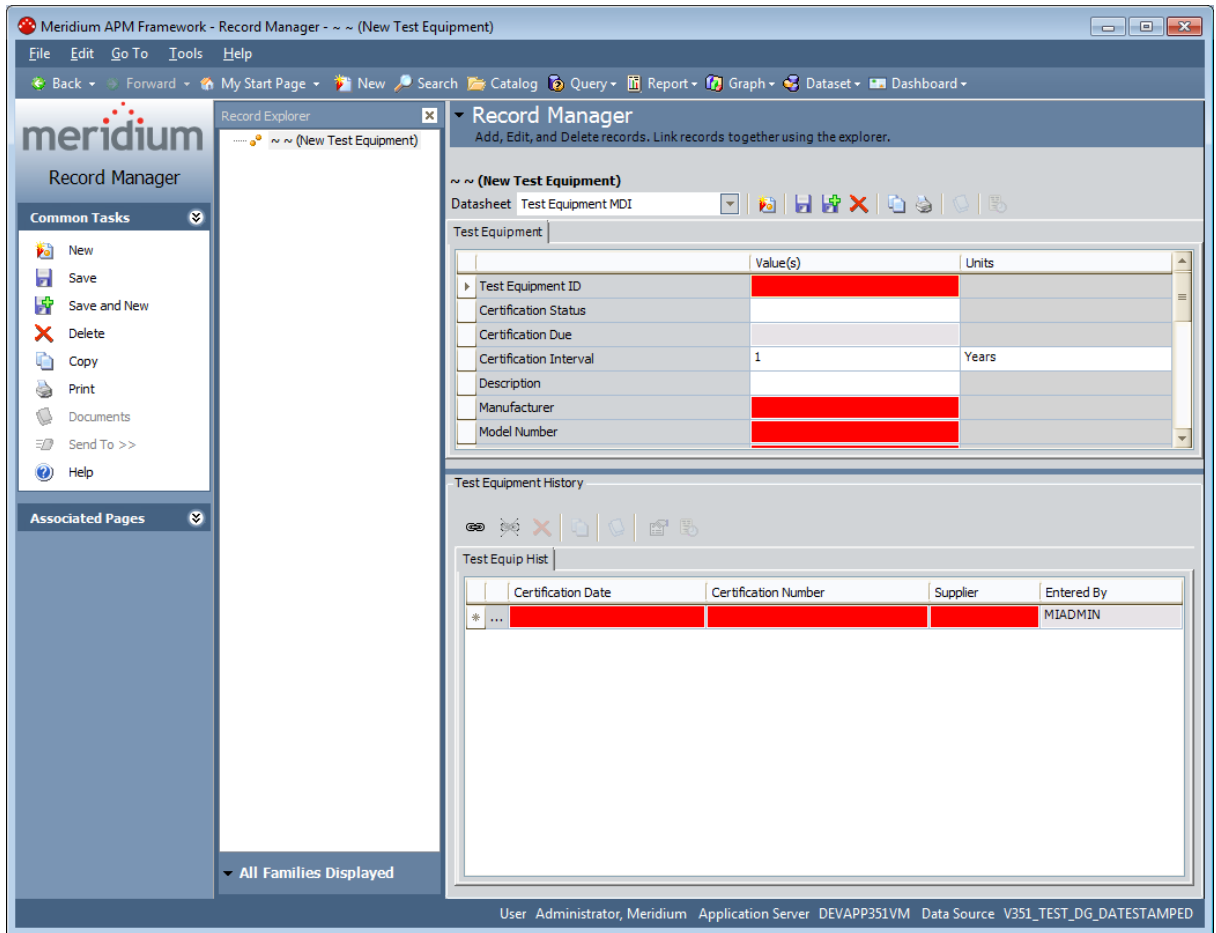 Meridium APM Framework - Record Manager - ~ ~ (New Test Equipment)
File Edit Go To Tools Help
Back Forward My Start Page New Search Catalog Query Report Graph Dataset Dashboard
meridium
Record Manager
Common Tasks
New
Save
Save and New
Delete
Copy
Print
Documents
Send To >>
Help
Associated Pages
Record Explorer
~ ~ (New Test Equipment)
All Families Displayed
Record Manager
Add, Edit, and Delete records. Link records together using the explorer.
~ ~ (New Test Equipment)
Datasheet Test Equipment MDI
Test Equipment
Value(s) Units
Test Equipment ID
Certification Status
Certification Due
Certification Interval 1 Years
Description
Manufacturer
Model Number
Test Equipment History
Test Equip Hist
Certification Date Certification Number Supplier Entered By
* ... MIADMIN
User Administrator, Meridium Application Server DEVAPP351VM Data Source V351_TEST_DG_DATESTAMPED